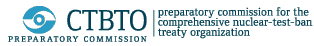 CTBTO
PREPARATORY COMMISSION
preparatory commission for the
comprehensive nuclear-test-ban
treaty organization